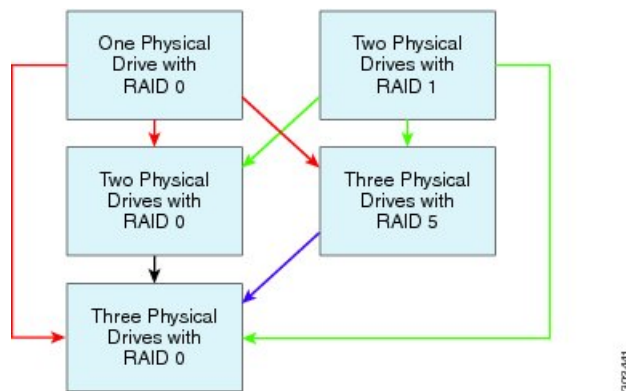 One Physical
Drive with
RAID 0
Two Physical
Drives with
RAID 1
Two Physical
Drives with
RAID 0
Three Physical
Drives with
RAID 5
Three Physical
Drives with
RAID 0